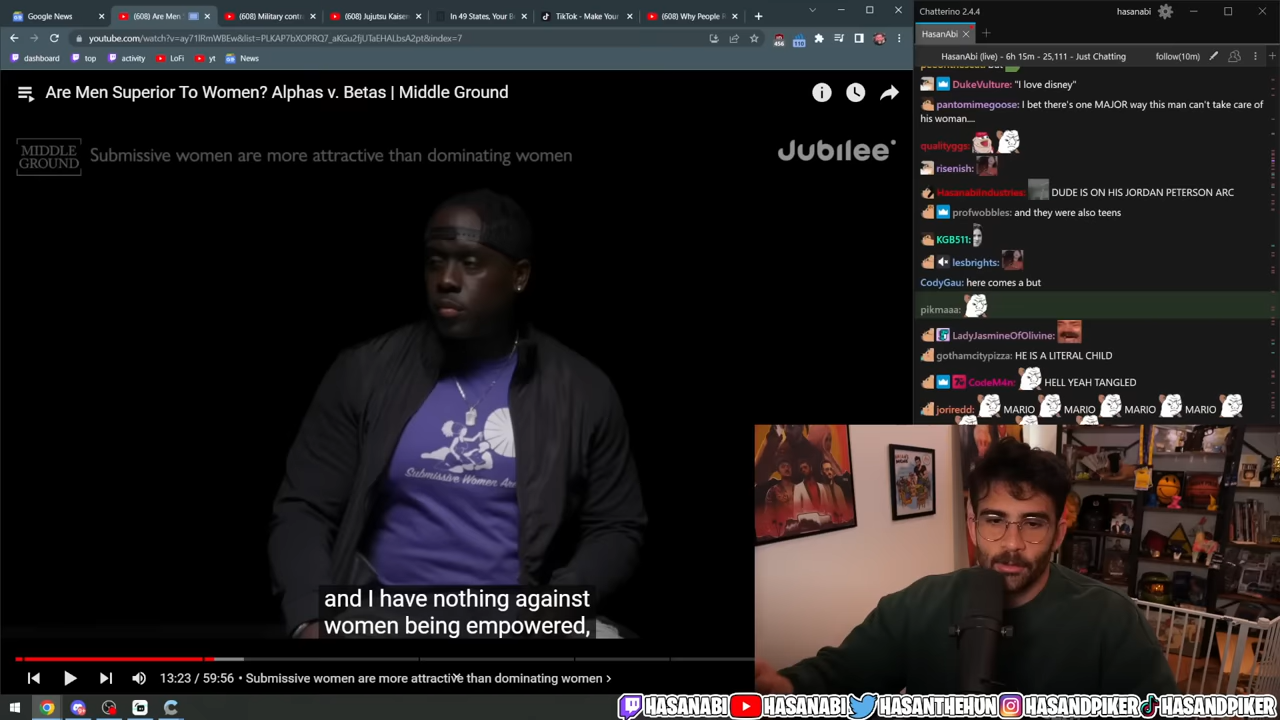 Google News
(608) Are Men
(608) Military contr
(608) Jujutsu Kaisen
In 49 States, Your B
TikTok - Make Your
(608) Why People R
youtube.com/watch?v=ay71lRmWBEw&list=PLKAP7bXOPRQ7_aKGu2fjUTaEHALbsA2pt&index=7
456
110
dashboard
top
activity
LoFi
yt
News
Are Men Superior To Women? Alphas v. Betas | Middle Ground
MIDDLE
GROUND
Submissive women are more attractive than dominating women
Jubilee
Submissive Women Are
and I have nothing against
women being empowered,
13:23 / 59:56 • Submissive women are more attractive than dominating women
Chatterino 2.4.4
hasanabi
HasanAbi
HasanAbi (live) - 6h 15m - 25,111 - Just Chatting
follow(10m)
DukeVulture: "I love disney"
pantomimegoose: I bet there's one MAJOR way this man can't take care of
his woman....
qualityggs:
risenish:
HasanabiIndustries: DUDE IS ON HIS JORDAN PETERSON ARC
profwobbles: and they were also teens
KGB511:
lesbrights:
CodyGau: here comes a but
pikmaaa:
LadyJasmineOfOlivine:
gothamcitypizza: HE IS A LITERAL CHILD
CodeM4n: HELL YEAH TANGLED
joriredd: MARIO MARIO MARIO MARIO
HASANABI
HASANABI
HASANTHEHUN
HASANDPIKER
HASANDPIKER